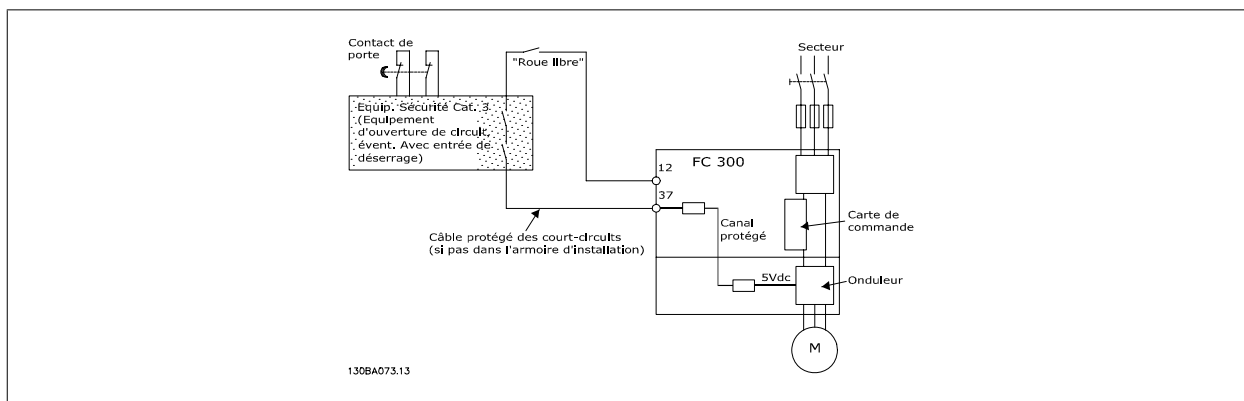 Contact de
porte
"Roue libre"
Secteur
Equip. Sécurité Cat. 3
(Equipement
d'ouverture de circuit,
évent. Avec entrée de
déserrage)
12
FC 300
37
Canal
protégé
Carte de
commande
Câble protégé des court-circuits
(si pas dans l'armoire d'installation)
5Vdc
Onduleur
M
130BA073.13